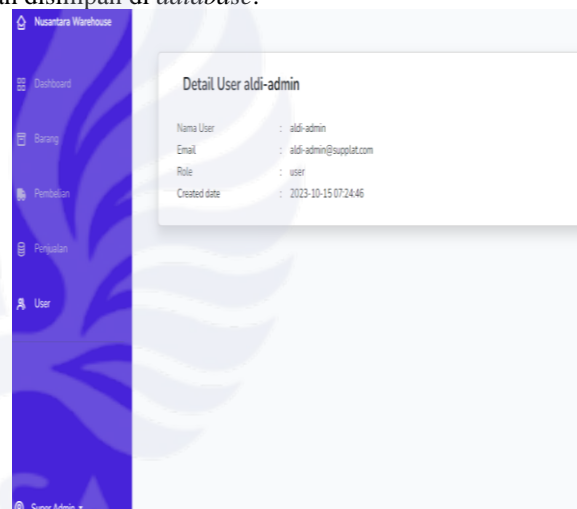 disimpan di database.
Nusantara Warehouse
Dashboard
Barang
Pembelian
Penjualan
User
Super Admin
Detail User aldi-admin
Nama User : aldi-admin
Email : aldi-admin@supplat.com
Role : user
Created date : 2023-10-15 07:24:46